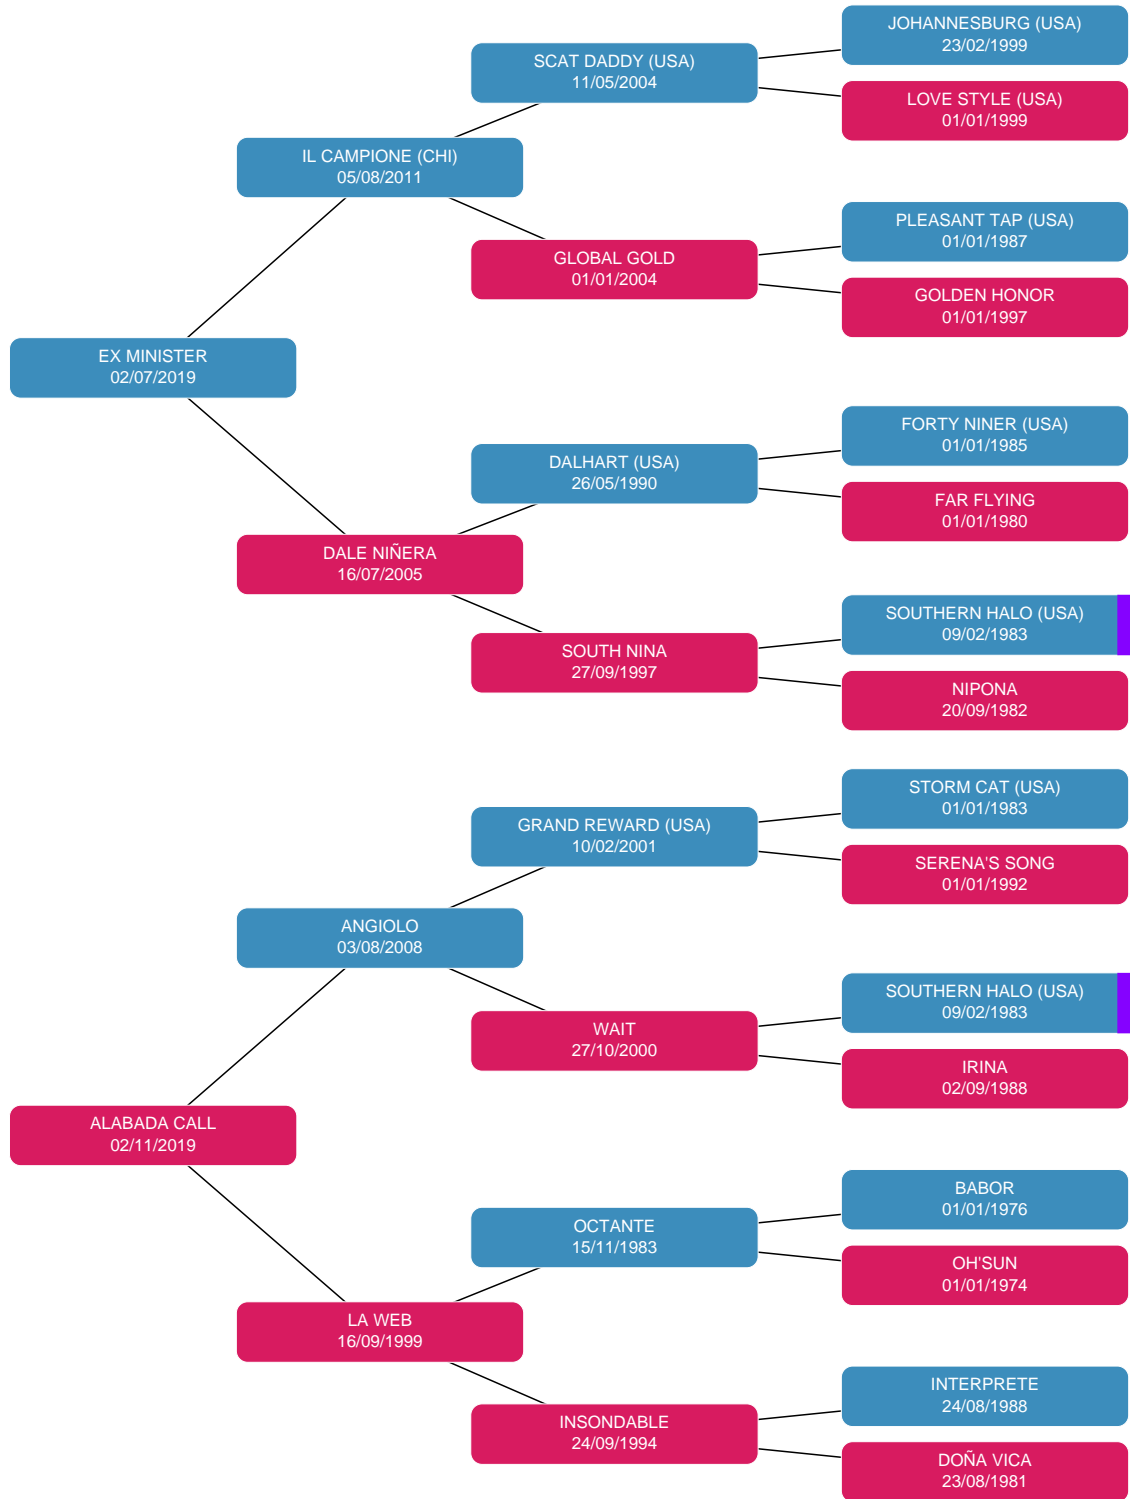 JOHANNESBURG (USA)
23/02/1999
SCAT DADDY (USA)
11/05/2004
LOVE STYLE (USA)
01/01/1999
IL CAMPIONE (CHI)
05/08/2011
PLEASANT TAP (USA)
01/01/1987
GLOBAL GOLD
01/01/2004
GOLDEN HONOR
01/01/1997
EX MINISTER
02/07/2019
FORTY NINER (USA)
01/01/1985
DALHART (USA)
26/05/1990
FAR FLYING
01/01/1980
DALE NIÑERA
16/07/2005
SOUTHERN HALO (USA)
09/02/1983
SOUTH NINA
27/09/1997
NIPONA
20/09/1982
STORM CAT (USA)
01/01/1983
GRAND REWARD (USA)
10/02/2001
SERENA'S SONG
01/01/1992
ANGIOLO
03/08/2008
SOUTHERN HALO (USA)
09/02/1983
WAIT
27/10/2000
IRINA
02/09/1988
ALABADA CALL
02/11/2019
BABOR
01/01/1976
OCTANTE
15/11/1983
OH'SUN
01/01/1974
LA WEB
16/09/1999
INTERPRETE
24/08/1988
INSONDABLE
24/09/1994
DOÑA VICA
23/08/1981